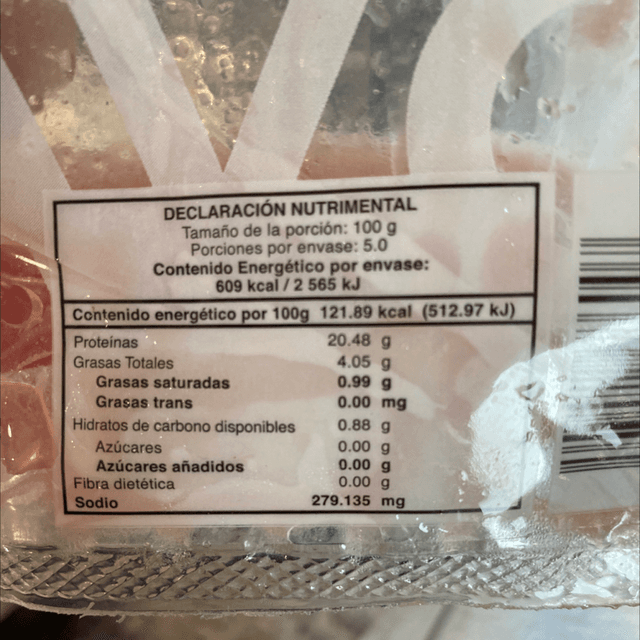 DECLARACIÓN NUTRIMENTAL
Tamaño de la porción: 100 g
Porciones por envase: 5.0
Contenido Energético por envase:
609 kcal / 2 565 kJ
Contenido energético por 100g 121.89 kcal (512.97 kJ)
Proteínas 20.48 g
Grasas Totales 4.05 g
Grasas saturadas 0.99 g
Grasas trans 0.00 mg
Hidratos de carbono disponibles 0.88 g
Azúcares 0.00 g
Azúcares añadidos 0.00 g
Fibra dietética 0.00 g
Sodio 279.135 mg